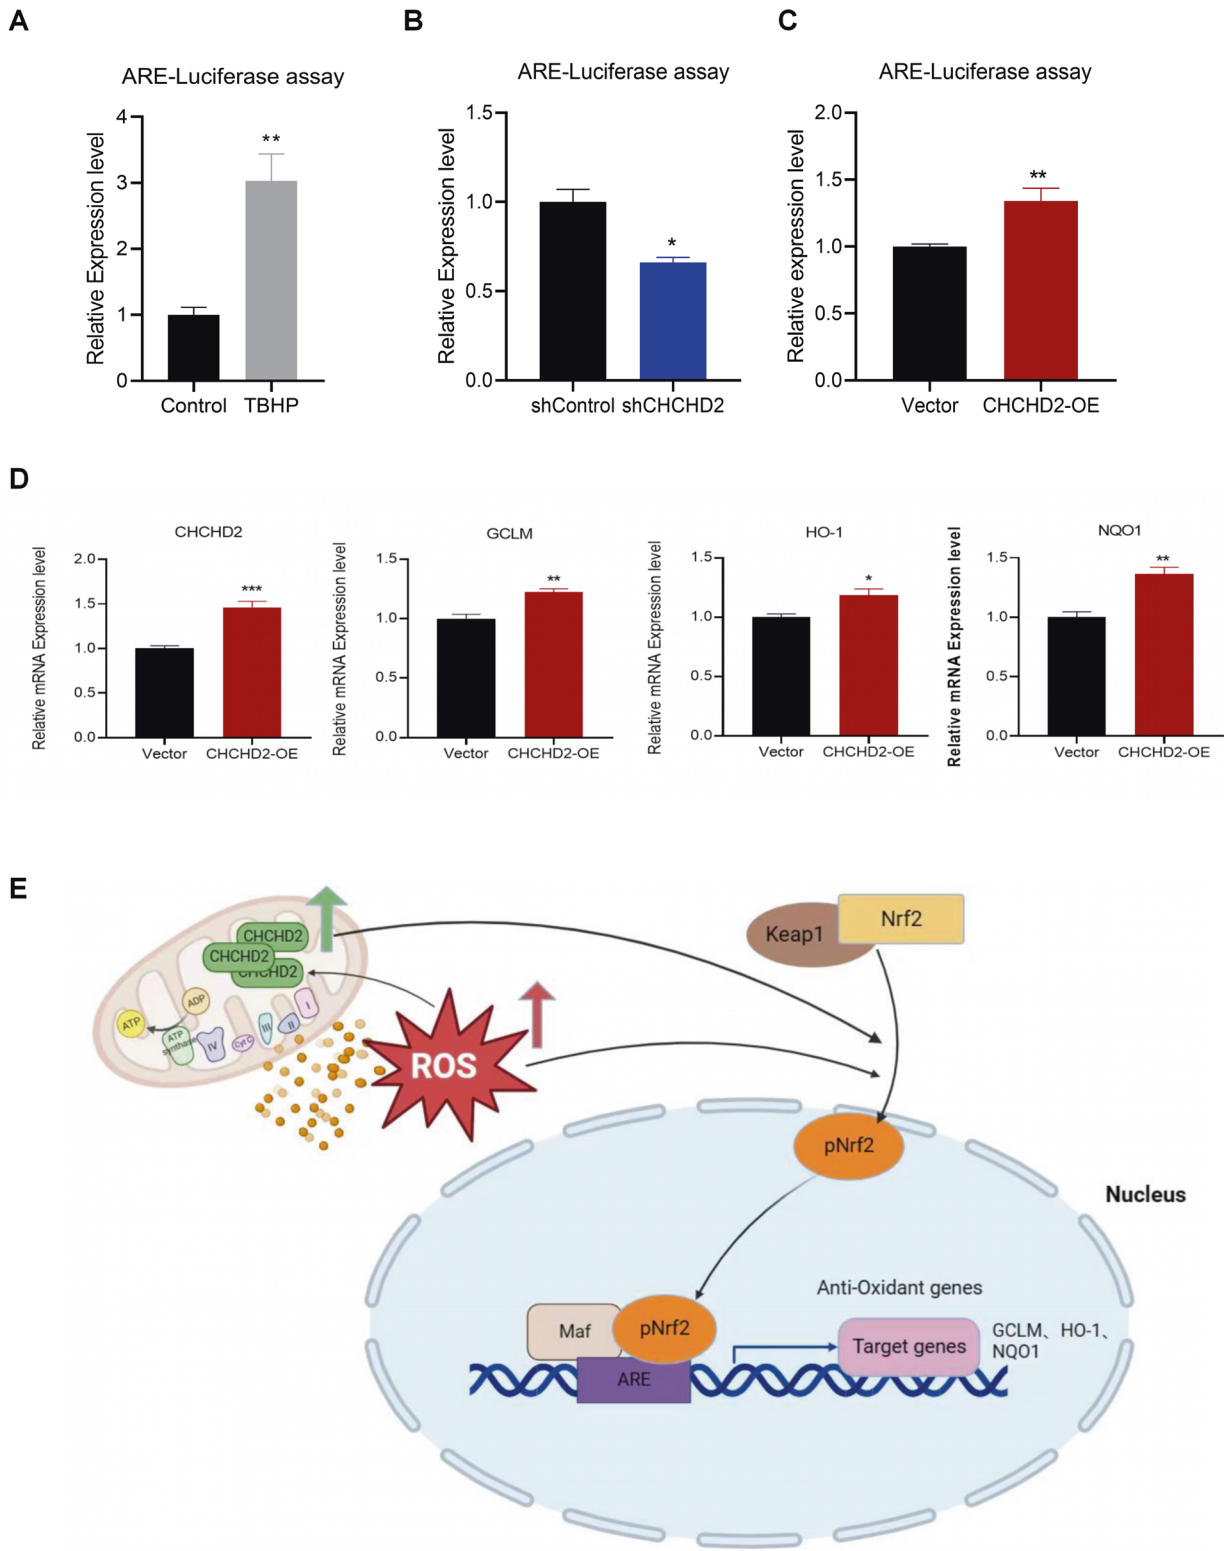 A
B
C
ARE-Luciferase assay
Relative Expression level
4
3
2
1
0
**
Control
TBHP
ARE-Luciferase assay
Relative Expression level
1.5
1.0
0.5
0.0
*
shControl
shCHCHD2
ARE-Luciferase assay
Relative expression level
2.0
1.5
1.0
0.5
0.0
**
Vector
CHCHD2-OE
D
CHCHD2
Relative mRNA Expression level
2.0
1.5
1.0
0.5
0.0
***
Vector
CHCHD2-OE
GCLM
Relative mRNA Expression level
1.5
1.0
0.5
0.0
**
Vector
CHCHD2-OE
HO-1
Relative mRNA Expression level
1.5
1.0
0.5
0.0
*
Vector
CHCHD2-OE
NQO1
Relative mRNA Expression level
1.5
1.0
0.5
0.0
**
Vector
CHCHD2-OE
E
CHCHD2
CHCHD2
CHCHD2
ADP
ATP
ATP
synthase
IV
Cyt C
III
II
I
ROS
Keap1
Nrf2
pNrf2
Nucleus
Maf
pNrf2
ARE
Anti-Oxidant genes
Target genes
GCLM、HO-1、
NQO1